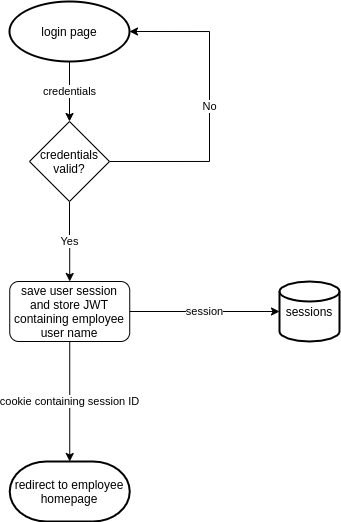 login page
credentials
No
credentials
valid?
Yes
save user session
and store JWT
containing employee
user name
session
sessions
cookie containing session ID
redirect to employee
homepage